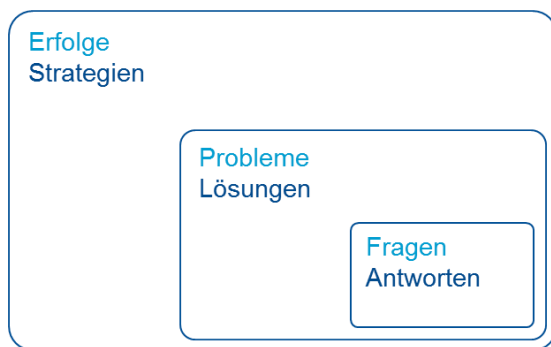 Erfolge
Strategien
Probleme
Lösungen
Fragen
Antworten